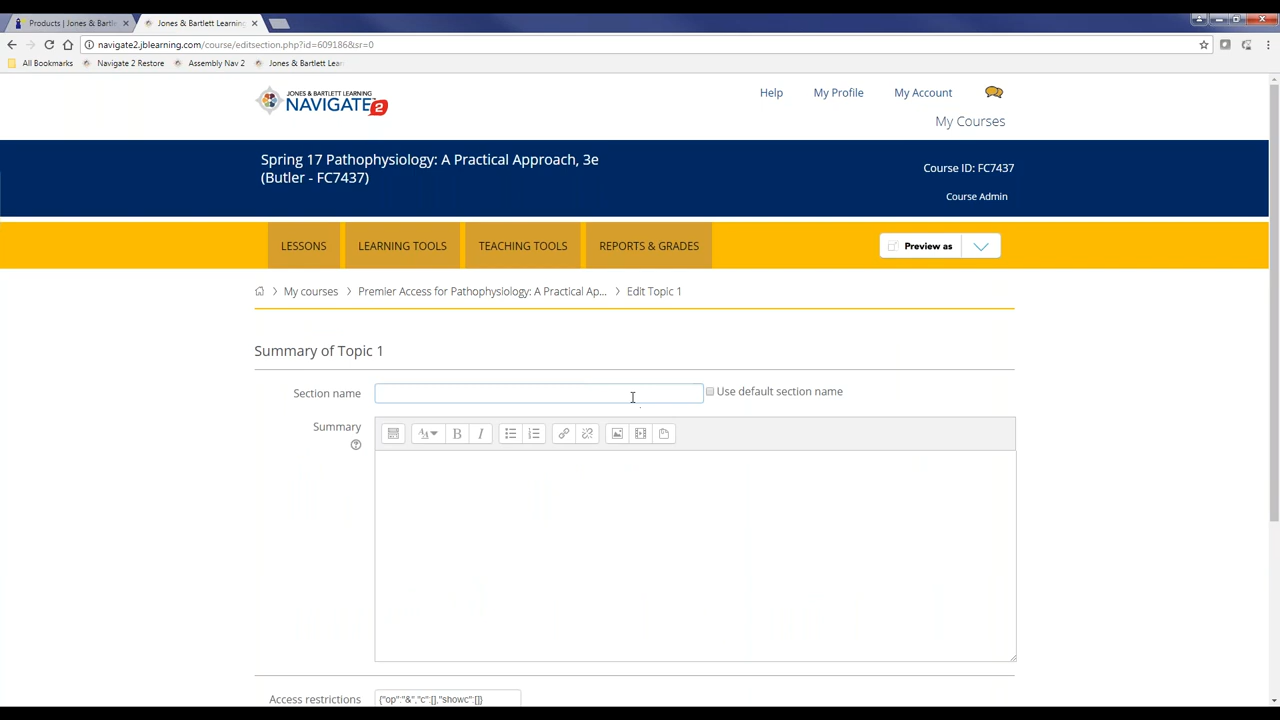 Products | Jones & Bartle
Jones & Bartlett Learning
navigate2.jblearning.com/course/editsection.php?id=609186&sr=0
All Bookmarks
Navigate 2 Restore
Assembly Nav 2
Jones & Bartlett Lear
JONES & BARTLETT LEARNING
NAVIGATE 2
Help
My Profile
My Account
My Courses
Spring 17 Pathophysiology: A Practical Approach, 3e
(Butler - FC7437)
Course ID: FC7437
Course Admin
LESSONS
LEARNING TOOLS
TEACHING TOOLS
REPORTS & GRADES
Preview as
My courses > Premier Access for Pathophysiology: A Practical Ap... > Edit Topic 1
Summary of Topic 1
Section name
Use default section name
Summary
Access restrictions
{"op":"&","c":[],"showc":[]}